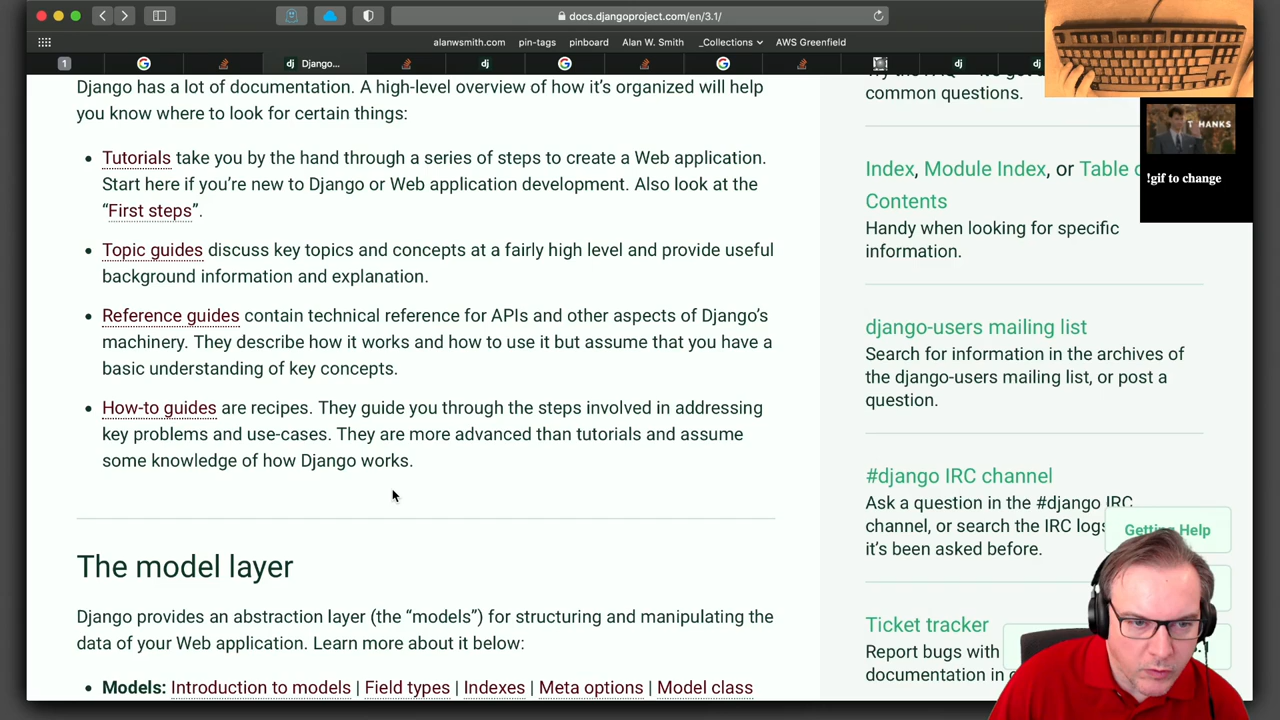 docs.djangoproject.com/en/3.1/
alanwsmith.com pin-tags pinboard Alan W. Smith _Collections AWS Greenfield
1 dj Django... dj dj dj
Django has a lot of documentation. A high-level overview of how it's organized will help
you know where to look for certain things:
• Tutorials take you by the hand through a series of steps to create a Web application.
Start here if you're new to Django or Web application development. Also look at the
“First steps”.
• Topic guides discuss key topics and concepts at a fairly high level and provide useful
background information and explanation.
• Reference guides contain technical reference for APIs and other aspects of Django's
machinery. They describe how it works and how to use it but assume that you have a
basic understanding of key concepts.
• How-to guides are recipes. They guide you through the steps involved in addressing
key problems and use-cases. They are more advanced than tutorials and assume
some knowledge of how Django works.
The model layer
Django provides an abstraction layer (the “models”) for structuring and manipulating the
data of your Web application. Learn more about it below:
• Models: Introduction to models | Field types | Indexes | Meta options | Model class
common questions.
Index, Module Index, or Table
Contents
Handy when looking for specific
information.
django-users mailing list
Search for information in the archives of
the django-users mailing list, or post a
question.
#django IRC channel
Ask a question in the #django IRC
channel, or search the IRC logs
it's been asked before.
Ticket tracker
Report bugs with
documentation in
Getting Help
THANKS
!gif to change